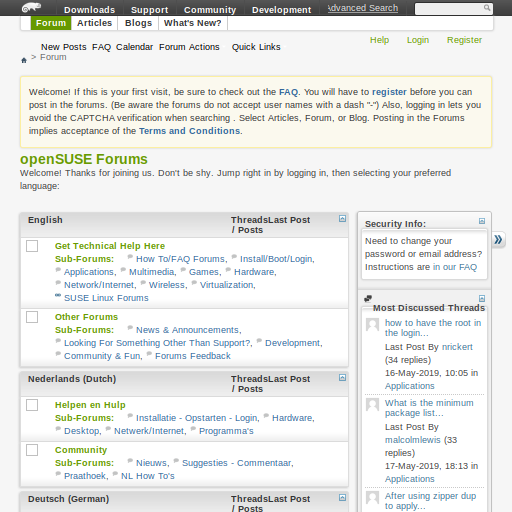 Downloads Support Community Development Advanced Search
Forum Articles Blogs What's New?
Help Login Register
New Posts FAQ Calendar Forum Actions Quick Links
> Forum
Welcome! If this is your first visit, be sure to check out the FAQ. You will have to register before you can
post in the forums. (Be aware the forums do not accept user names with a dash "-") Also, logging in lets you
avoid the CAPTCHA verification when searching . Select Articles, Forum, or Blog. Posting in the Forums
implies acceptance of the Terms and Conditions.
openSUSE Forums
Welcome! Thanks for joining us. Don't be shy. Jump right in by logging in, then selecting your preferred
language:
English Threads Last Post
/ Posts
Get Technical Help Here
Sub-Forums: How To/FAQ Forums, Install/Boot/Login,
Applications, Multimedia, Games, Hardware,
Network/Internet, Wireless, Virtualization,
SUSE Linux Forums
Other Forums
Sub-Forums: News & Announcements,
Looking For Something Other Than Support?, Development,
Community & Fun, Forums Feedback
Nederlands (Dutch) Threads Last Post
/ Posts
Helpen en Hulp
Sub-Forums: Installatie - Opstarten - Login, Hardware,
Desktop, Netwerk/Internet, Programma's
Community
Sub-Forums: Nieuws, Suggesties - Commentaar,
Praathoek, NL How To's
Deutsch (German) Threads Last Post
/ Posts
Security Info:
Need to change your
password or email address?
Instructions are in our FAQ
Most Discussed Threads
how to have the root in
the login...
Last Post By nrickert
(34 replies)
16-May-2019, 10:05 in
Applications
What is the minimum
package list...
Last Post By
malcolmlewis (33
replies)
17-May-2019, 18:13 in
Applications
After using zipper dup
to apply...